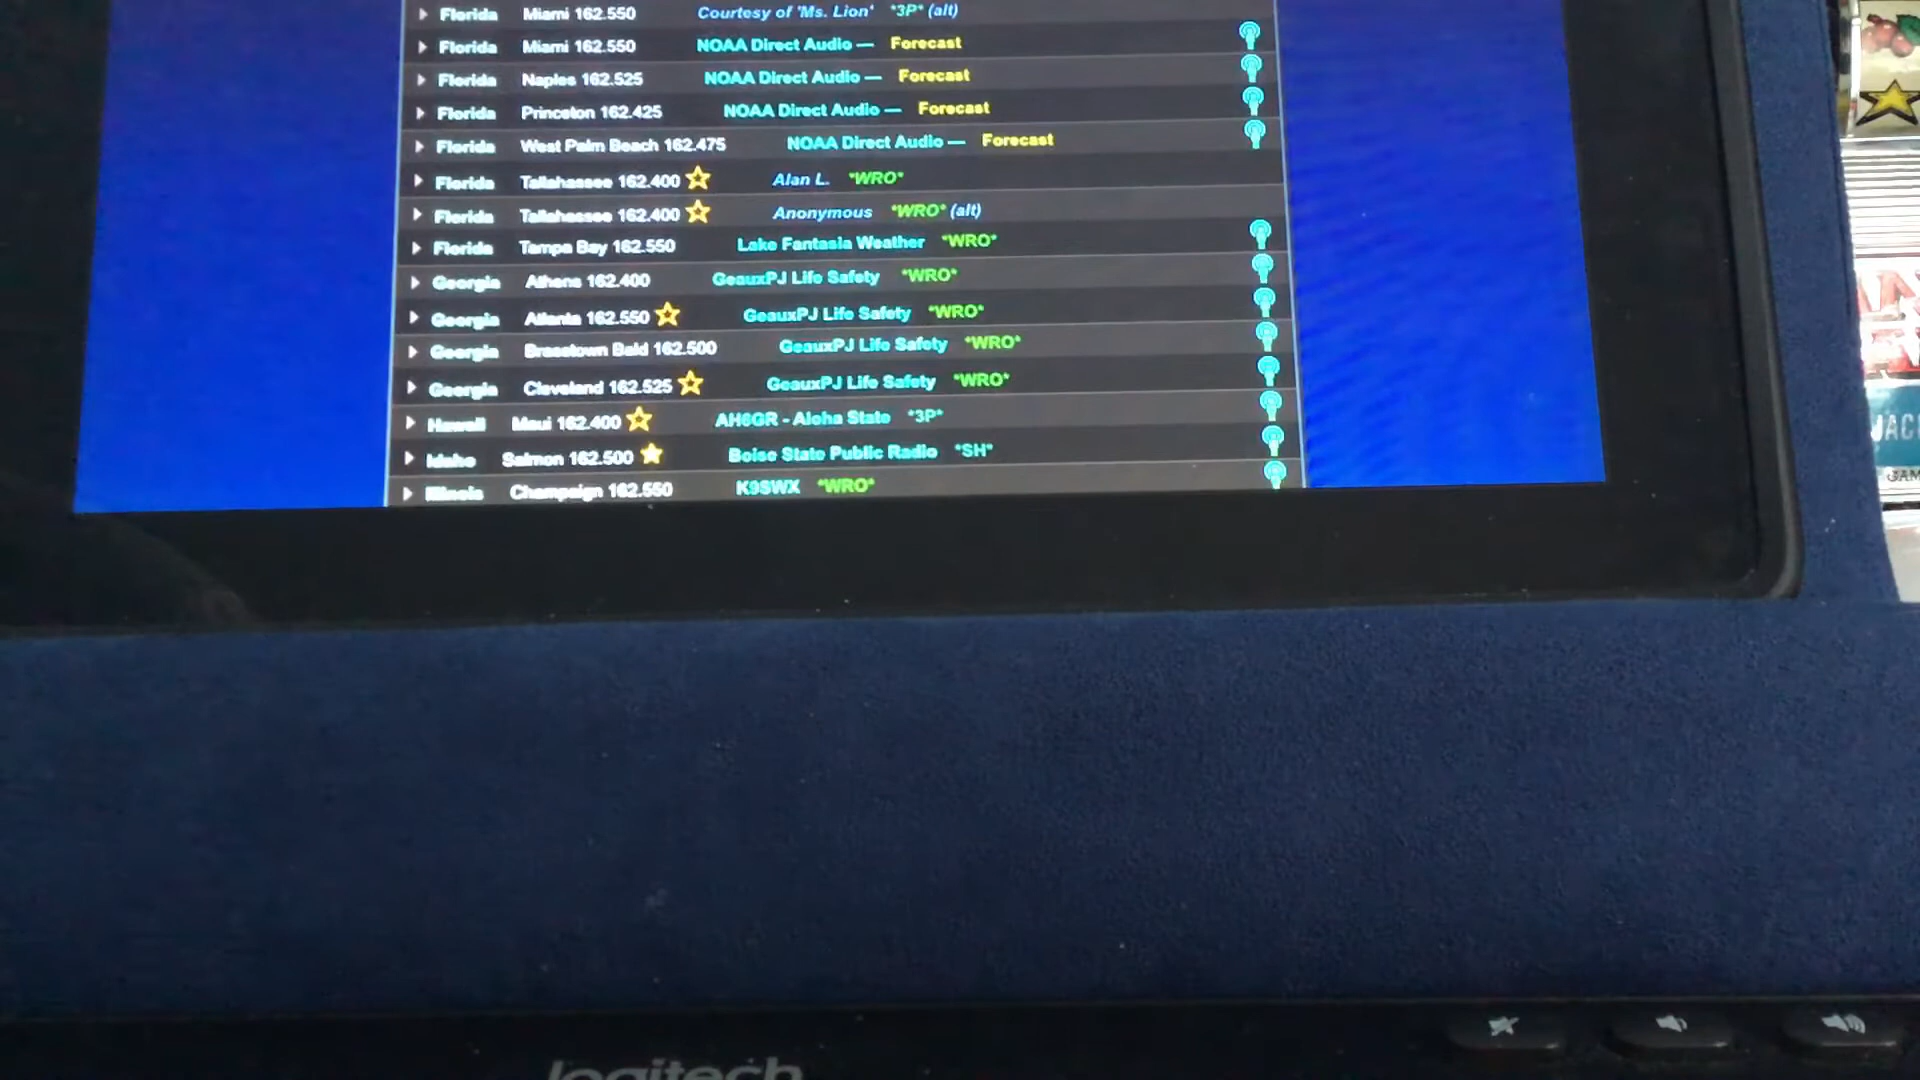 Florida Miami 162.550 Courtesy of 'Ms. Lion' *3P* (alt)
Florida Miami 162.550 NOAA Direct Audio — Forecast
Florida Naples 162.525 NOAA Direct Audio — Forecast
Florida Princeton 162.425 NOAA Direct Audio — Forecast
Florida West Palm Beach 162.475 NOAA Direct Audio — Forecast
Florida Tallahassee 162.400 Alan L. *WRO*
Florida Tallahassee 162.400 Anonymous *WRO* (alt)
Florida Tampa Bay 162.550 Lake Fantasia Weather *WRO*
Georgia Athens 162.400 GeauxPJ Life Safety *WRO*
Georgia Atlanta 162.550 GeauxPJ Life Safety *WRO*
Georgia Brasstown Bald 162.500 GeauxPJ Life Safety *WRO*
Georgia Cleveland 162.525 GeauxPJ Life Safety *WRO*
Hawaii Maui 162.400 AH6GR - Aloha State *3P*
Idaho Salmon 162.500 Boise State Public Radio *SH*
Illinois Champaign 162.550 K9SWX *WRO*
logitech